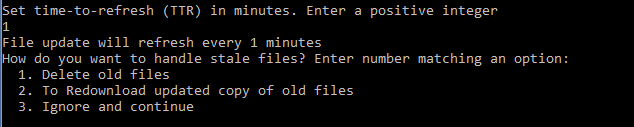 Set time-to-refresh (TTR) in minutes. Enter a positive integer
1
File update will refresh every 1 minutes
How do you want to handle stale files? Enter number matching an option:
1. Delete old files
2. To Redownload updated copy of old files
3. Ignore and continue